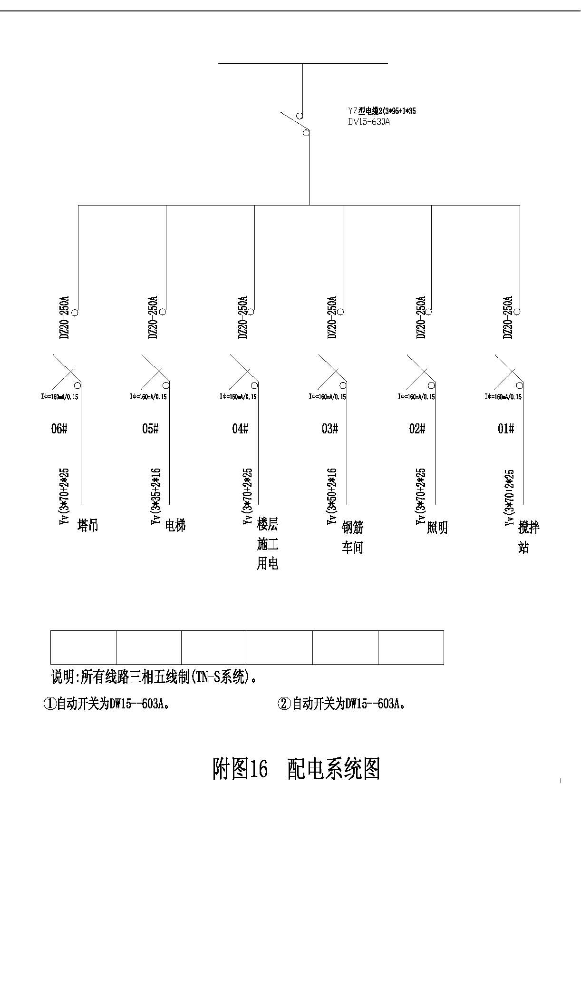 YZ型电缆2(3*95+1*35
DV15-630A
DZ20-250A
DZ20-250A
DZ20-250A
DZ20-250A
DZ20-250A
DZ20-250A
Iφ=160mA/0.15
Iφ=160mA/0.15
Iφ=160mA/0.15
Iφ=160mA/0.15
Iφ=160mA/0.15
Iφ=160mA/0.15
06#
05#
04#
03#
02#
01#
Yv(3*70+2*25
Yv(3*35+2*16
Yv(3*70+2*25
Yv(3*50+2*16
Yv(3*70+2*25
Yv(3*70+2*25
塔吊
电梯
楼层
施工
用电
钢筋
车间
照明
搅拌
站
说明:所有线路三相五线制(TN-S系统)。
①自动开关为DW15--603A。
②自动开关为DW15--603A。
附图16 配电系统图